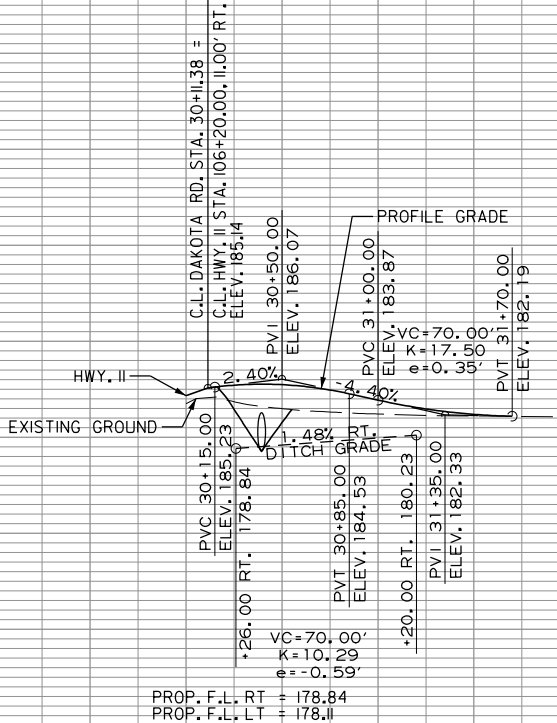 C.L. DAKOTA RD. STA. 30+11.38 =
C.L. HWY. 11 STA. 106+20.00, 11.00' RT.
ELEV. 185.14
PVI 30+50.00
ELEV. 186.07
PROFILE GRADE
PVC 31+00.00
ELEV. 183.87
VC=70.00'
K=17.50
e=0.35'
PVT 31+70.00
ELEV. 182.19
HWY. 11
2.40%
-4.40%
EXISTING GROUND
1.48% RT.
DITCH GRADE
PVC 30+15.00
ELEV. 185.23
+26.00 RT. 178.84
PVT 30+85.00
ELEV. 184.53
+20.00 RT. 180.23
PVI 31+35.00
ELEV. 182.33
VC=70.00'
K=10.29
e=-0.59'
PROP. F.L. RT = 178.84
PROP. F.L. LT = 178.11